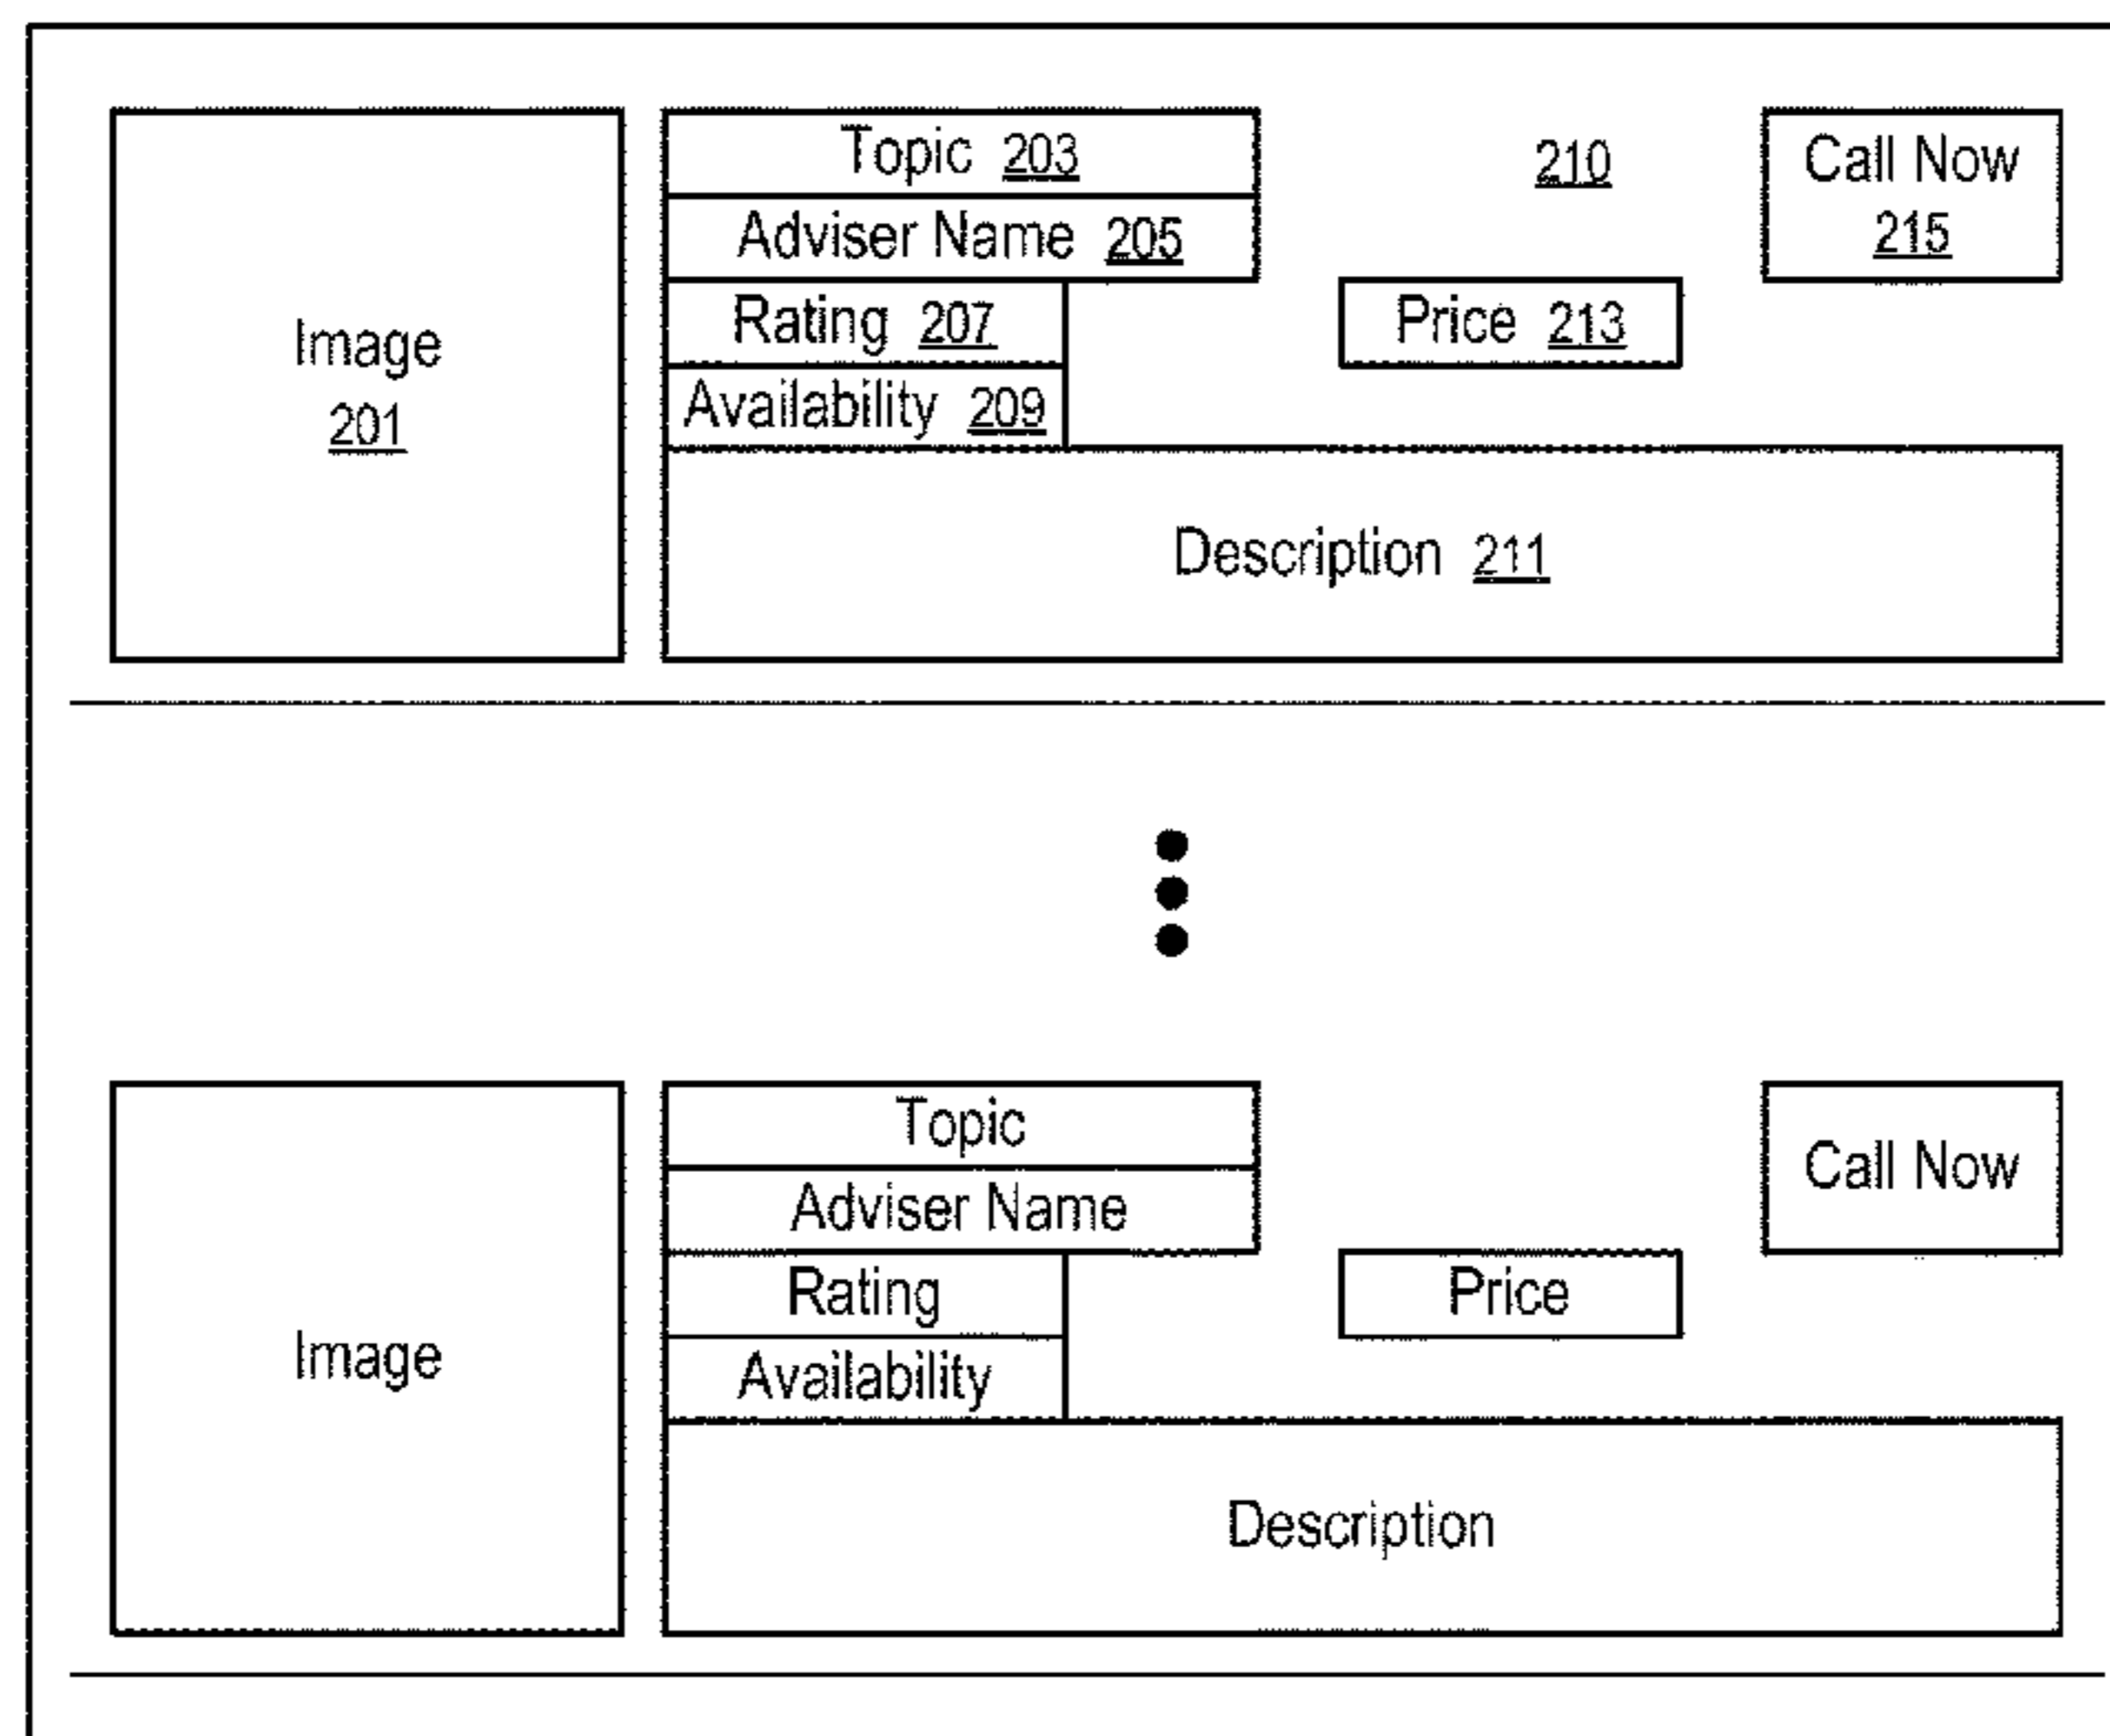 Image
201
Topic 203
Adviser Name 205
Rating 207
Availability 209
210
Price 213
Call Now
215
Description 211
Image
Topic
Adviser Name
Rating
Availability
Price
Call Now
Description